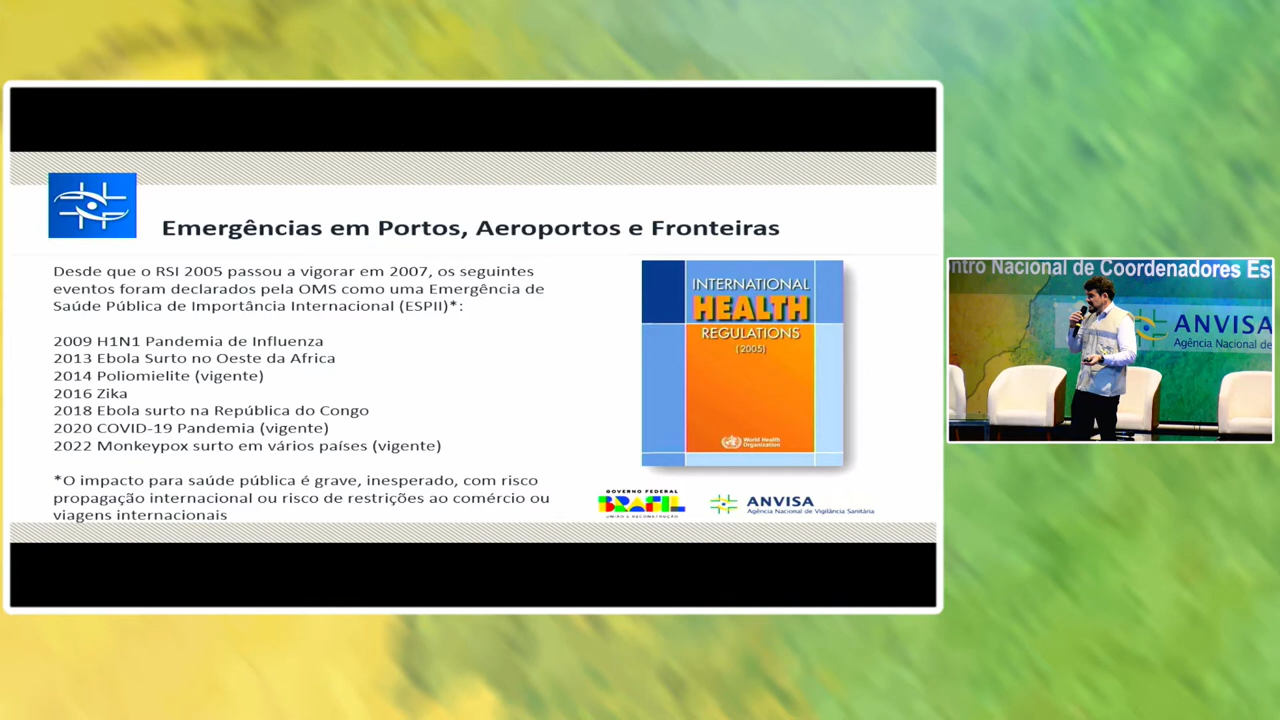 Emergências em Portos, Aeroportos e Fronteiras
Desde que o RSI 2005 passou a vigorar em 2007, os seguintes
eventos foram declarados pela OMS como uma Emergência de
Saúde Pública de Importância Internacional (ESPII)*:
2009 H1N1 Pandemia de Influenza
2013 Ebola Surto no Oeste da Africa
2014 Poliomielite (vigente)
2016 Zika
2018 Ebola surto na República do Congo
2020 COVID-19 Pandemia (vigente)
2022 Monkeypox surto em vários países (vigente)
*O impacto para saúde pública é grave, inesperado, com risco
propagação internacional ou risco de restrições ao comércio ou
viagens internacionais
INTERNATIONAL
HEALTH
REGULATIONS
(2005)
World Health
Organization
GOVERNO FEDERAL
BRASIL
UNIÃO E RECONSTRUÇÃO
ANVISA
Agência Nacional de Vigilância Sanitária
ntro Nacional de Coordenadores Es
ANVISA
Agência Nacional de